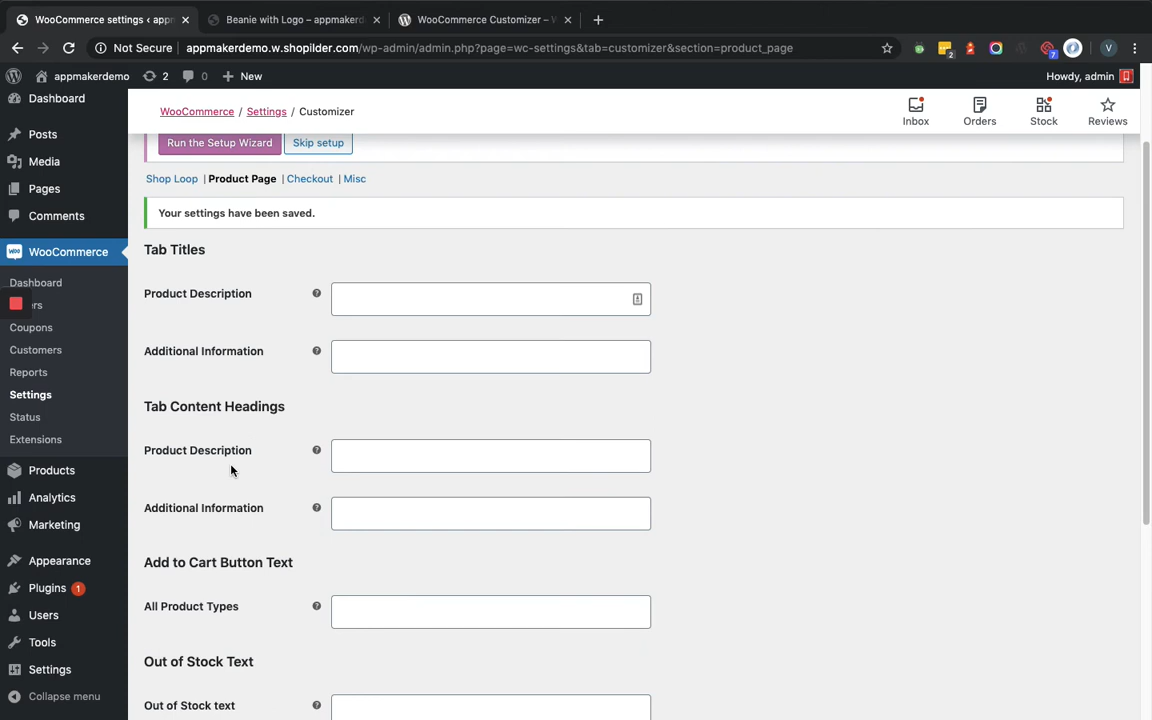 WooCommerce settings ‹ appm
Beanie with Logo – appmakerd
WooCommerce Customizer – W
Not Secure
appmakerdemo.w.shopilder.com/wp-admin/admin.php?page=wc-settings&tab=customizer&section=product_page
2
7
V
appmakerdemo
2
0
New
Howdy, admin
Dashboard
Posts
Media
Pages
Comments
WooCommerce
Dashboard
ers
Coupons
Customers
Reports
Settings
Status
Extensions
Products
Analytics
Marketing
Appearance
Plugins 1
Users
Tools
Settings
Collapse menu
WooCommerce / Settings / Customizer
Inbox
Orders
Stock
Reviews
Run the Setup Wizard
Skip setup
Shop Loop | Product Page | Checkout | Misc
Your settings have been saved.
Tab Titles
Product Description
Additional Information
Tab Content Headings
Product Description
Additional Information
Add to Cart Button Text
All Product Types
Out of Stock Text
Out of Stock text